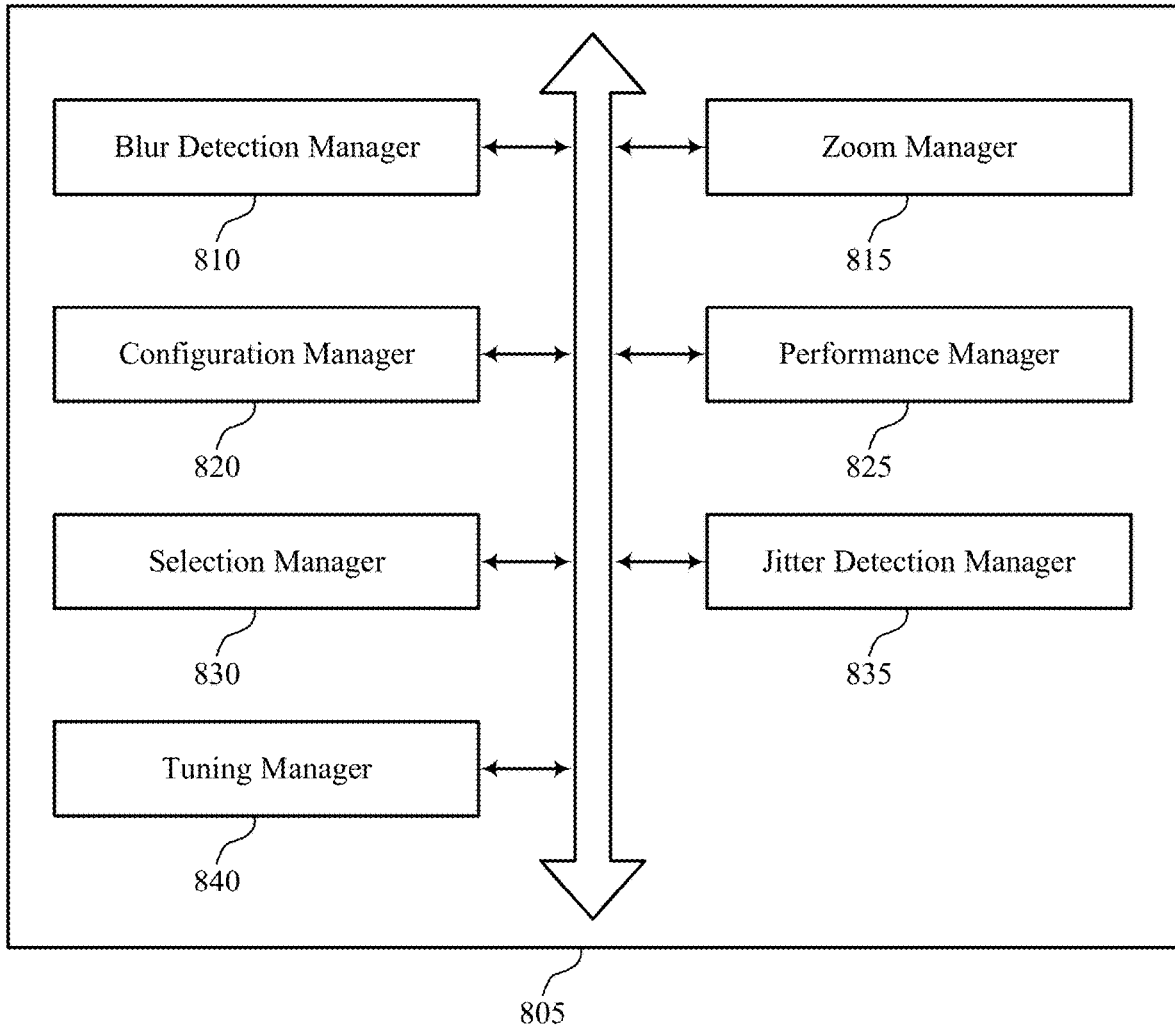 Blur Detection Manager
Zoom Manager
810
815
Configuration Manager
Performance Manager
820
825
Selection Manager
Jitter Detection Manager
830
835
Tuning Manager
840
805